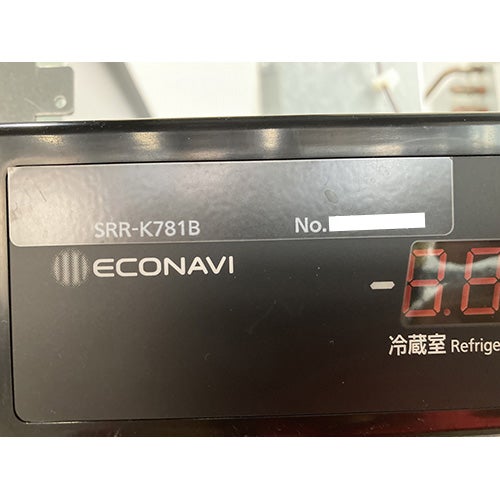 SRR-K781B No.
ECONAVI
冷蔵室 Refrige